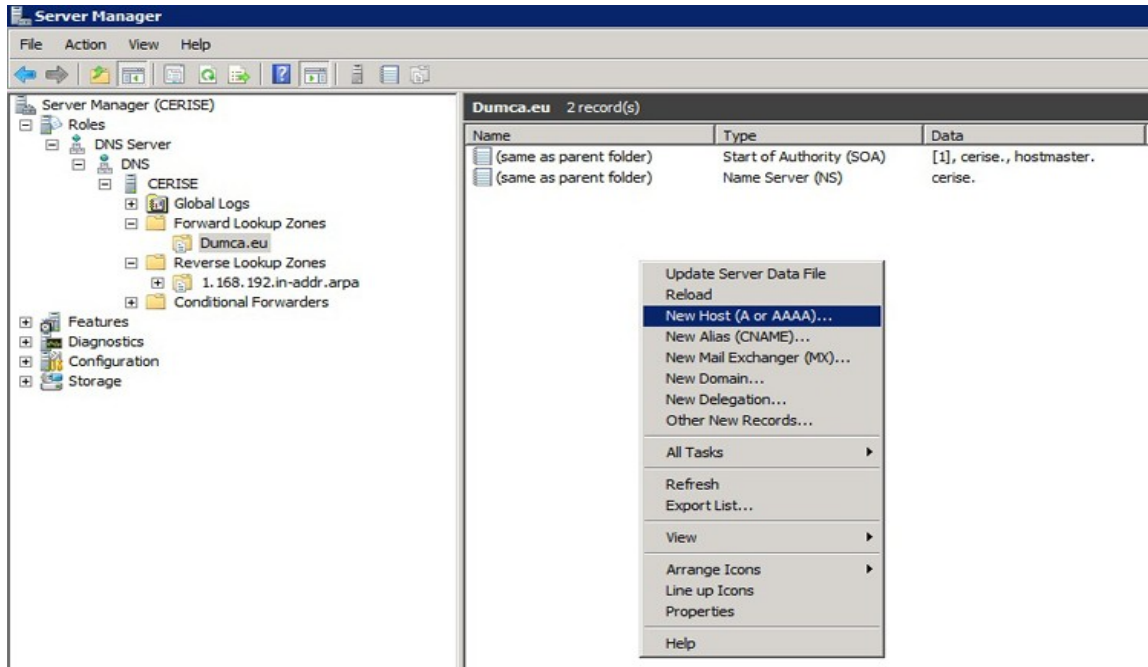 Server Manager
File Action View Help
Server Manager (CERISE)
Roles
DNS Server
DNS
CERISE
Global Logs
Forward Lookup Zones
Dumca.eu
Reverse Lookup Zones
1.168.192.in-addr.arpa
Conditional Forwarders
Features
Diagnostics
Configuration
Storage
Dumca.eu 2 record(s)
Name Type Data
(same as parent folder) Start of Authority (SOA) [1], cerise., hostmaster.
(same as parent folder) Name Server (NS) cerise.
Update Server Data File
Reload
New Host (A or AAAA)...
New Alias (CNAME)...
New Mail Exchanger (MX)...
New Domain...
New Delegation...
Other New Records...
All Tasks
Refresh
Export List...
View
Arrange Icons
Line up Icons
Properties
Help